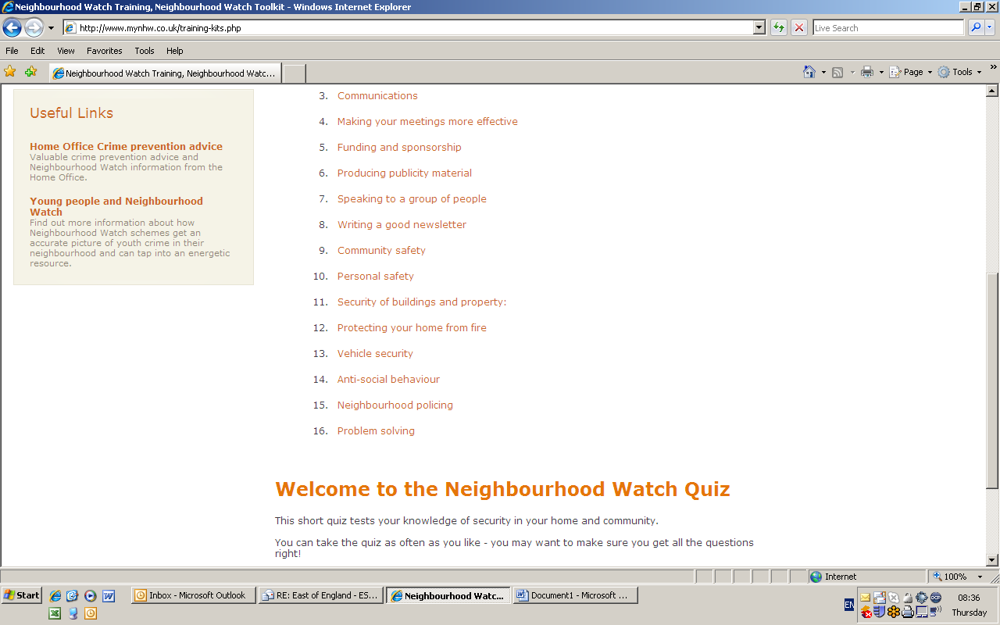 Neighbourhood Watch Training, Neighbourhood Watch Toolkit - Windows Internet Explorer
http://www.mynhw.co.uk/training-kits.php
Live Search
File Edit View Favorites Tools Help
Neighbourhood Watch Training, Neighbourhood Watc...
Page Tools
Useful Links
Home Office Crime prevention advice
Valuable crime prevention advice and
Neighbourhood Watch information from the
Home Office.
Young people and Neighbourhood
Watch
Find out more information about how
Neighbourhood Watch schemes get an
accurate picture of youth crime in their
neighbourhood and can tap into an energetic
resource.
3. Communications
4. Making your meetings more effective
5. Funding and sponsorship
6. Producing publicity material
7. Speaking to a group of people
8. Writing a good newsletter
9. Community safety
10. Personal safety
11. Security of buildings and property:
12. Protecting your home from fire
13. Vehicle security
14. Anti-social behaviour
15. Neighbourhood policing
16. Problem solving
Welcome to the Neighbourhood Watch Quiz
This short quiz tests your knowledge of security in your home and community.
You can take the quiz as often as you like - you may want to make sure you get all the questions
right!
Internet
100%
Start
Inbox - Microsoft Outlook
RE: East of England - ES...
Neighbourhood Watc...
Document1 - Microsoft ...
EN
08:36
Thursday